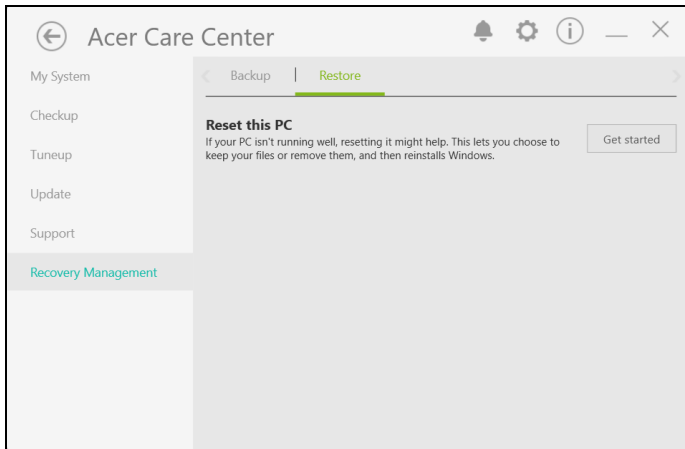 Acer Care Center
My System
Checkup
Tuneup
Update
Support
Recovery Management
Backup | Restore
Reset this PC
If your PC isn't running well, resetting it might help. This lets you choose to
keep your files or remove them, and then reinstalls Windows.
Get started